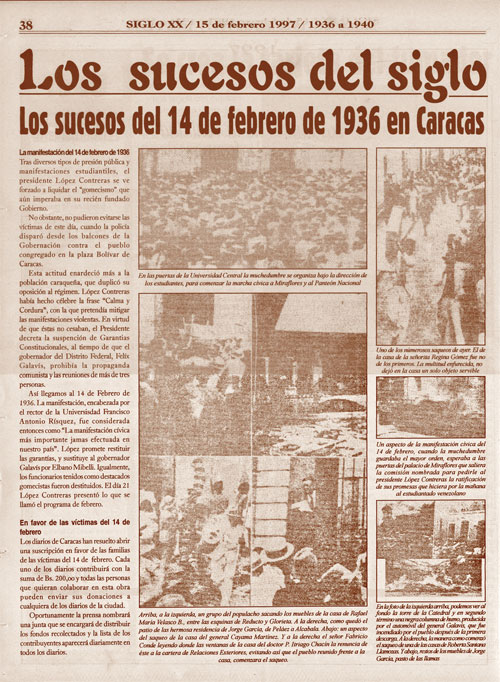 38
SIGLO XX / 15 de febrero 1997 / 1936 a 1940
Los sucesos del siglo
Los sucesos del 14 de febrero de 1936 en Caracas
La manifestación del 14 de febrero de 1936
Tras diversos tipos de presión pública y
manifestaciones estudiantiles, el
presidente López Contreras se ve
forzado a liquidar el "gomecismo" que
aún imperaba en su recién fundado
Gobierno.
No obstante, no pudieron evitarse las
víctimas de este día, cuando la policía
disparó desde los balcones de la
Gobernación contra el pueblo
congregado en la plaza Bolívar de
Caracas.
Esta actitud enardeció más a la
población caraqueña, que duplicó su
oposición al régimen. López Contreras
había hecho célebre la frase "Calma y
Cordura", con la que pretendía mitigar
las manifestaciones violentas. En virtud
de que éstas no cesaban, el Presidente
decreta la suspención de Garantías
Constitucionales, al tiempo de que el
gobernador del Distrito Federal, Felix
Galavís, prohibía la propaganda
comunista y las reuniones de más de tres
personas.
Así llegamos al 14 de Febrero de
1936. La manifestación, encabezada por
el rector de la Universidad Francisco
Antonio Rísquez, fue considerada
entonces como "La manifestación cívica
más importante jamas efectuada en
nuestro país". López promete restituir
las garantías, y sustituye al gobernador
Galavís por Elbano Mibelli. Igualmente,
los funcionarios tenidos como destacados
gomecistas fueron destituidos. El día 21
López Contreras presentó lo que se
llamó el programa de febrero.
En favor de las víctimas del 14 de
febrero
Los diarios de Caracas han resuelto abrir
una suscripción en favor de las familias
de las víctimas del 14 de febrero. Cada
uno de los diarios contribuirá con la
suma de Bs. 200,oo y todas las personas
que quieran colaborar en esta obra
pueden enviar sus donaciones a
cualquiera de los diarios de la ciudad.
Oportunamente la prensa nombrará
una junta que se encargará de distribuir
los fondos recolectados y la lista de los
contribuyentes aparecerá diariamente en
todos los diarios.
En las puertas de la Universidad Central la muchedumbre se organiza bajo la dirección de
los estudiantes, para comenzar la marcha cívica a Miraflores y al Panteón Nacional
Uno de los numerosos saqueos de ayer. El de
la casa de la señorita Regina Gómez fue no
de los primeros. La multitud enfurecida, no
dejó en la casa un solo objeto servible
Un aspecto de la manifestación cívica del
14 de febrero, cuando la muchedumbre
guardaba el mayor orden, esperaba a las
puertas del palacio de Miraflores que saliera
la comisión nombrada para pedirle al
presidente López Contreras la ratificación
de sus promesas que hiciera por la mañana
al estudiantado venezolano
Arriba, a la izquierda, un grupo del populacho sacando los muebles de la casa de Rafael
María Velazco B., entre las esquinas de Reducto y Glorieta. A la derecha, como quedó el
patio de las hermosa residencia de Jorge García, de Peláez a Alcabala. Abajo: un aspecto
del saqueo de la casa del general Cayama Martínez. Y a la derecha el señor Fabricio
Conde leyendo desde las ventanas de la casa del doctor P. Itriago Chacín la renuncia de
éste a la cartera de Relaciones Exteriores, evitando así que el pueblo reunido frente a la
casa, comenzara el saqueo.
En la foto de la izquierda arriba, podemos ver al
fondo la torre de la Catedral y en segundo
término una negra columna de humo, producida
por el automóvil del general Galavís, que fue
incendiado por el pueblo después de la primera
descarga. A la derecha, la manera como comenzó
el saqueo de una de las casas de Roberto Santana
Llamozas. Y abajo, restos de los muebles de Jorge
García, pasto de las llamas